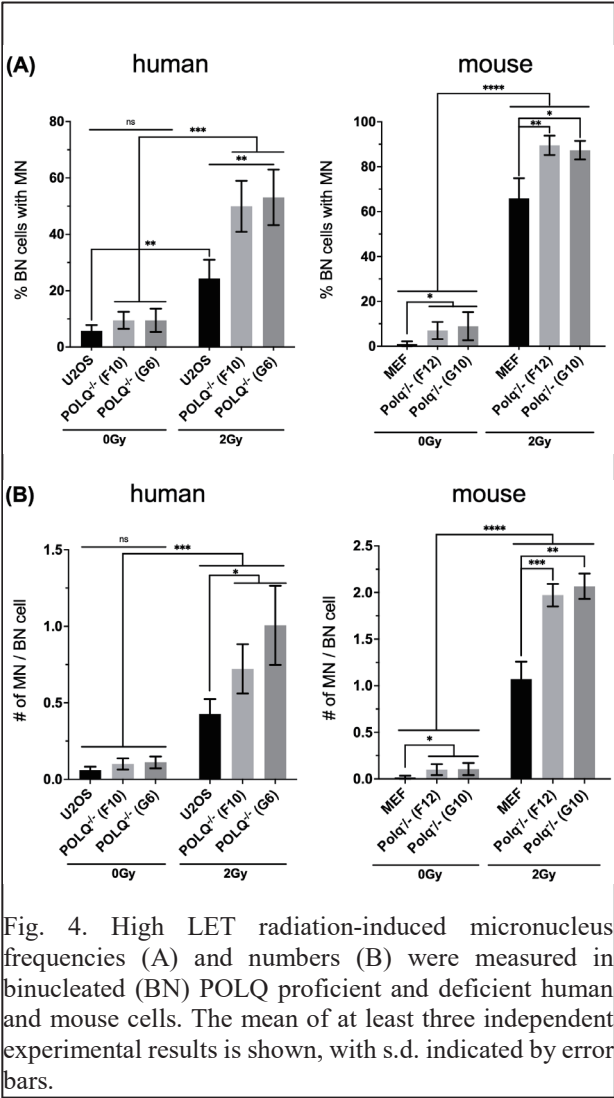 (A)
human
mouse
% BN cells with MN
80
60
40
20
0
ns
***
**
**
U2OS
POLQ⁻/⁻ (F10)
POLQ⁻/⁻ (G6)
U2OS
POLQ⁻/⁻ (F10)
POLQ⁻/⁻ (G6)
0Gy
2Gy
% BN cells with MN
100
80
60
40
20
0
****
*
**
*
MEF
Polq⁻/⁻ (F12)
Polq⁻/⁻ (G10)
MEF
Polq⁻/⁻ (F12)
Polq⁻/⁻ (G10)
0Gy
2Gy
(B)
human
mouse
# of MN / BN cell
1.5
1.0
0.5
0.0
ns
***
*
U2OS
POLQ⁻/⁻ (F10)
POLQ⁻/⁻ (G6)
U2OS
POLQ⁻/⁻ (F10)
POLQ⁻/⁻ (G6)
0Gy
2Gy
# of MN / BN cell
2.5
2.0
1.5
1.0
0.5
0.0
****
**
***
*
MEF
Polq⁻/⁻ (F12)
Polq⁻/⁻ (G10)
MEF
Polq⁻/⁻ (F12)
Polq⁻/⁻ (G10)
0Gy
2Gy
Fig. 4. High LET radiation-induced micronucleus
frequencies (A) and numbers (B) were measured in
binucleated (BN) POLQ proficient and deficient human
and mouse cells. The mean of at least three independent
experimental results is shown, with s.d. indicated by error
bars.